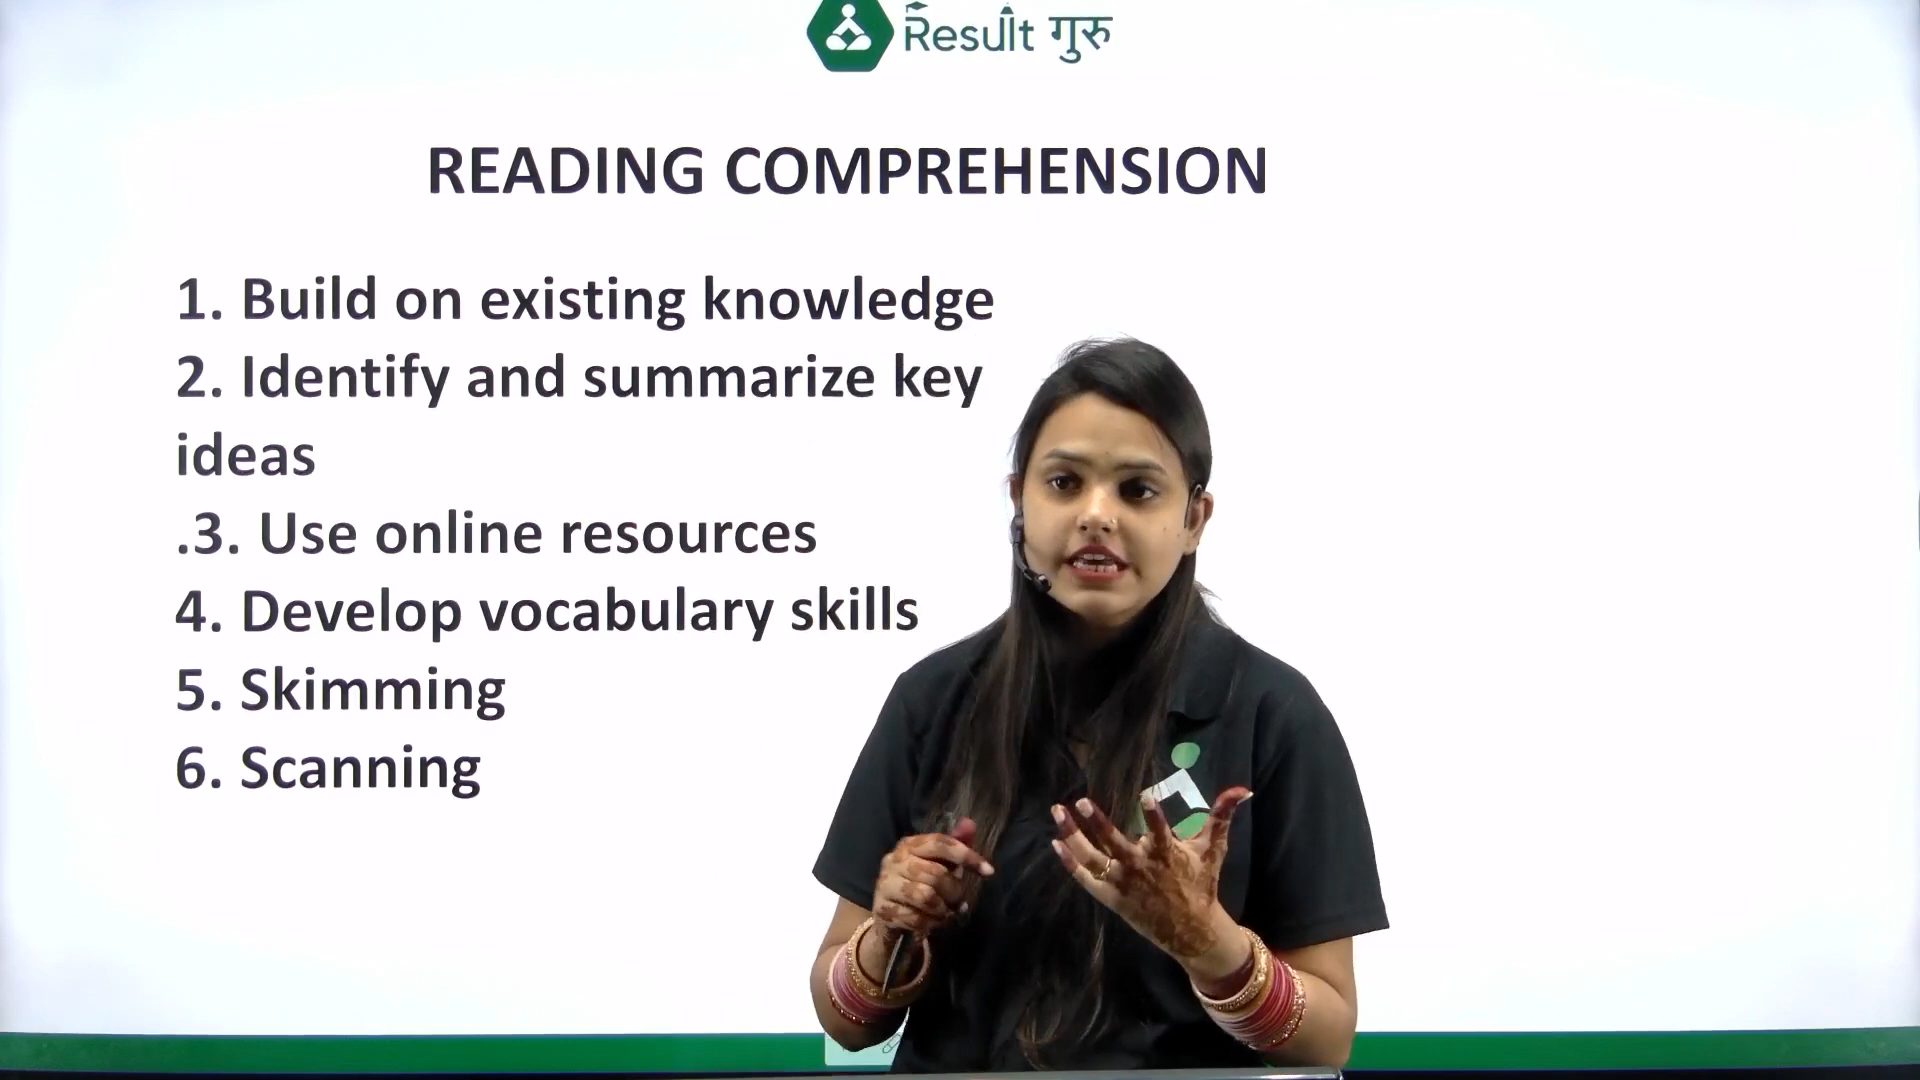 Result गुरु
READING COMPREHENSION
1. Build on existing knowledge
2. Identify and summarize key
ideas
.3. Use online resources
4. Develop vocabulary skills
5. Skimming
6. Scanning